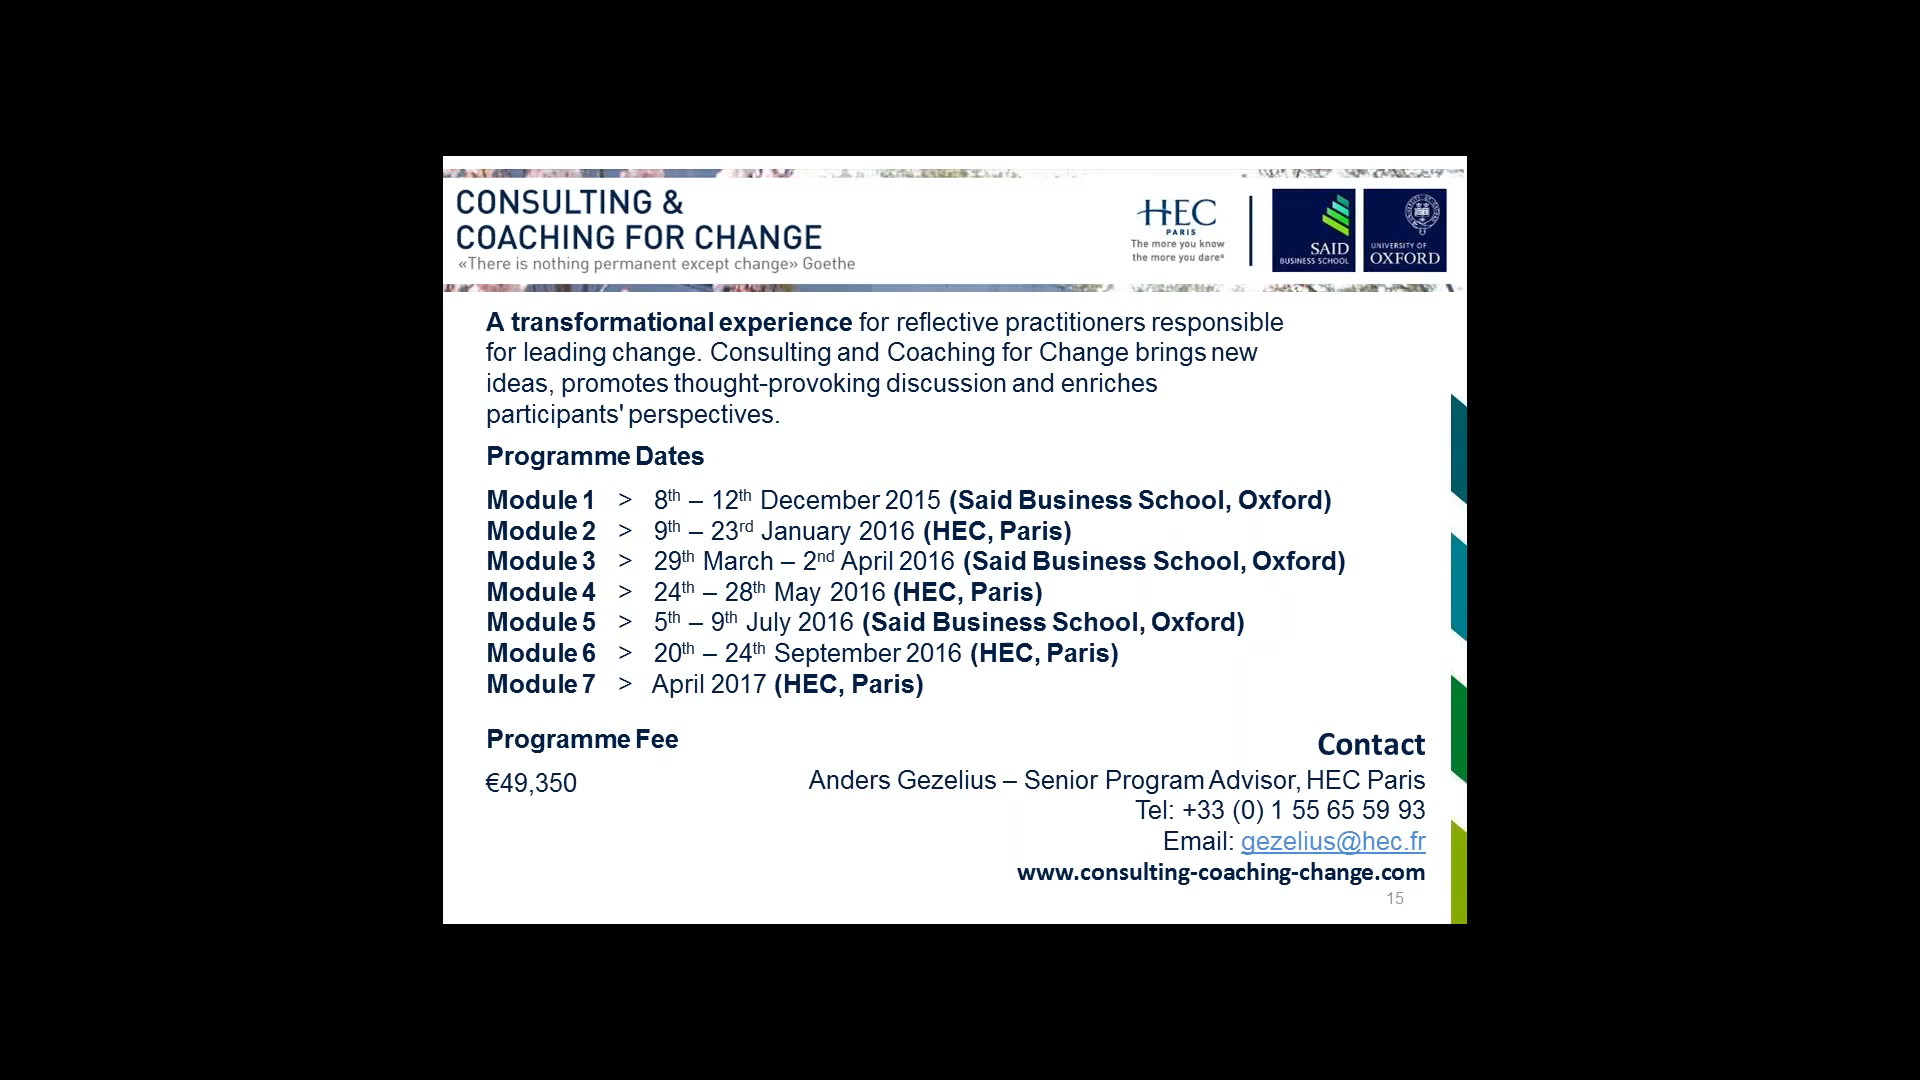 CONSULTING &
COACHING FOR CHANGE
«There is nothing permanent except change» Goethe
HEC
PARIS
The more you know
the more you dare®
SAID
BUSINESS SCHOOL
UNIVERSITY OF
OXFORD
A transformational experience for reflective practitioners responsible
for leading change. Consulting and Coaching for Change brings new
ideas, promotes thought-provoking discussion and enriches
participants' perspectives.
Programme Dates
Module 1 > 8th – 12th December 2015 (Said Business School, Oxford)
Module 2 > 9th – 23rd January 2016 (HEC, Paris)
Module 3 > 29th March – 2nd April 2016 (Said Business School, Oxford)
Module 4 > 24th – 28th May 2016 (HEC, Paris)
Module 5 > 5th – 9th July 2016 (Said Business School, Oxford)
Module 6 > 20th – 24th September 2016 (HEC, Paris)
Module 7 > April 2017 (HEC, Paris)
Programme Fee
€49,350
Contact
Anders Gezelius – Senior Program Advisor, HEC Paris
Tel: +33 (0) 1 55 65 59 93
Email: gezelius@hec.fr
www.consulting-coaching-change.com
15